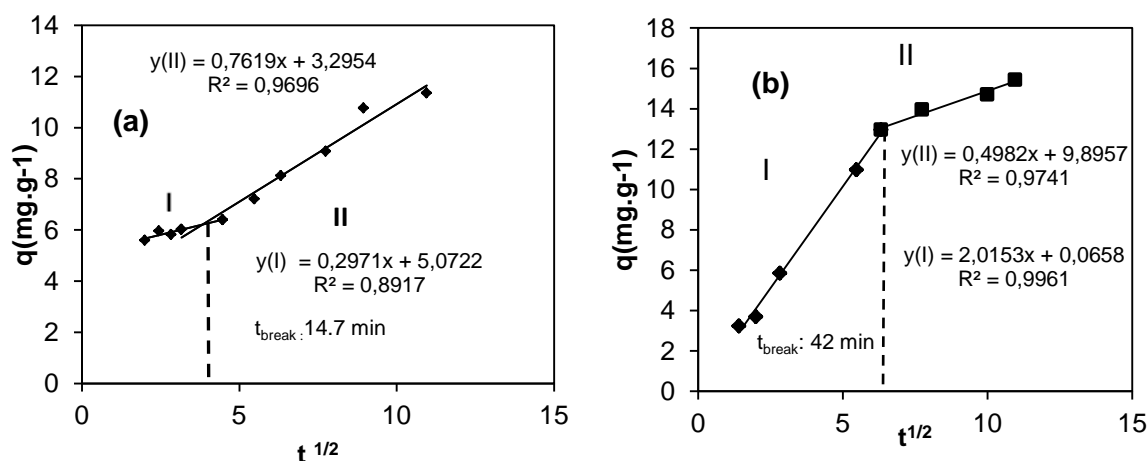 14
12
10
8
6
4
2
0
q(mg.g-1)
y(II) = 0,7619x + 3,2954
R² = 0,9696
(a)
I
II
y(I) = 0,2971x + 5,0722
R² = 0,8917
t_break : 14.7 min
0 5 10 15
t 1/2
18
16
14
12
10
8
6
4
2
0
q(mg.g-1)
II
(b)
I
y(II) = 0,4982x + 9,8957
R² = 0,9741
y(I) = 2,0153x + 0,0658
R² = 0,9961
t_break: 42 min
0 5 10 15
t1/2